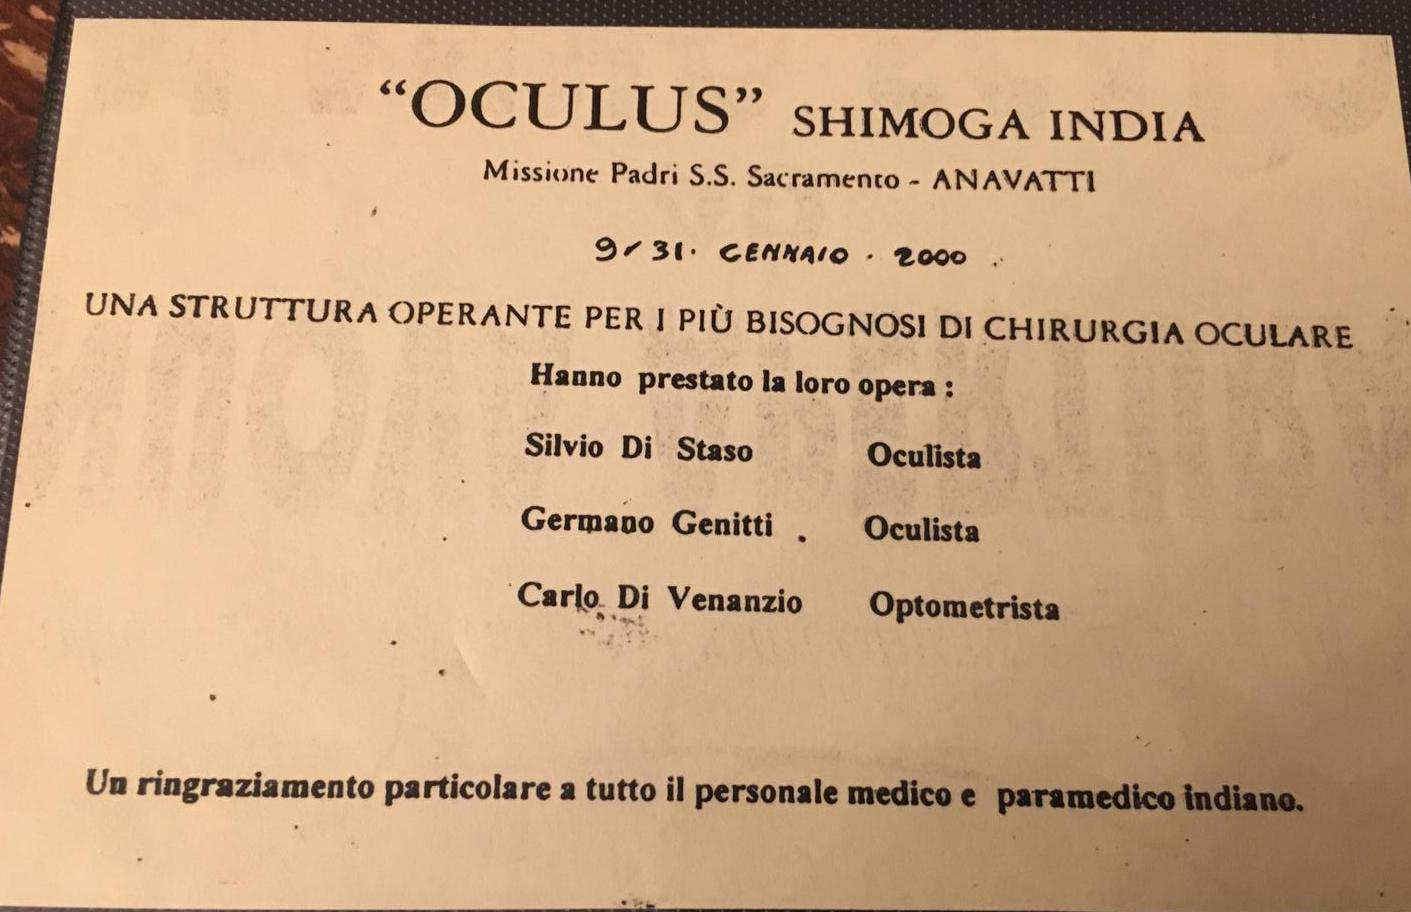 “OCULUS” SHIMOGA INDIA
Missione Padri S.S. Sacramento - ANAVATTI
9/31. GENNAIO. 2000.
UNA STRUTTURA OPERANTE PER I PIÙ BISOGNOSI DI CHIRURGIA OCULARE
Hanno prestato la loro opera :
Silvio Di Staso Oculista
Germano Genitti . Oculista
Carlo Di Venanzio Optometrista
Un ringraziamento particolare a tutto il personale medico e paramedico indiano.